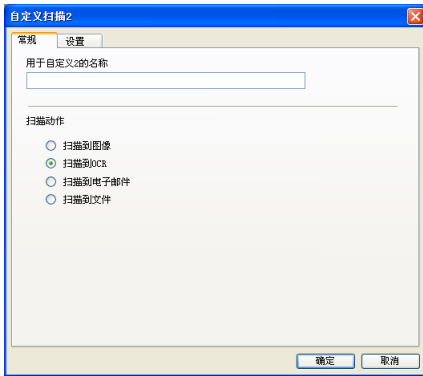 自定义扫描2
常规 设置
用于自定义2的名称
扫描动作
扫描到图像
扫描到OCR
扫描到电子邮件
扫描到文件
确定 取消